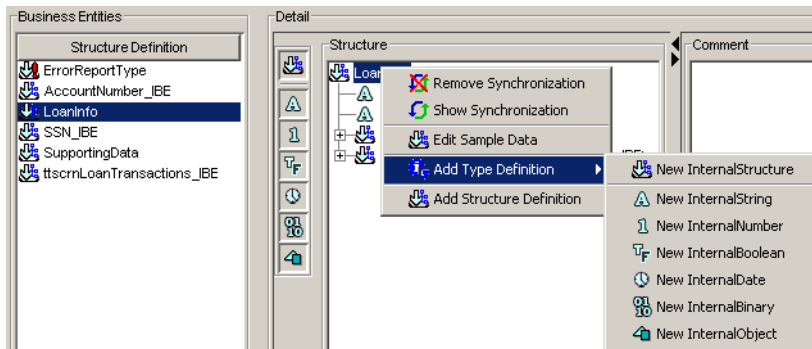 Business Entities
Structure Definition
ErrorReportType
AccountNumber_IBE
LoanInfo
SSN_IBE
SupportingData
ttscrnLoanTransactions_IBE
Detail
Structure
Remove Synchronization
Show Synchronization
Edit Sample Data
Add Type Definition
Add Structure Definition
New InternalStructure
New InternalString
New InternalNumber
New InternalBoolean
New InternalDate
New InternalBinary
New InternalObject
Comment